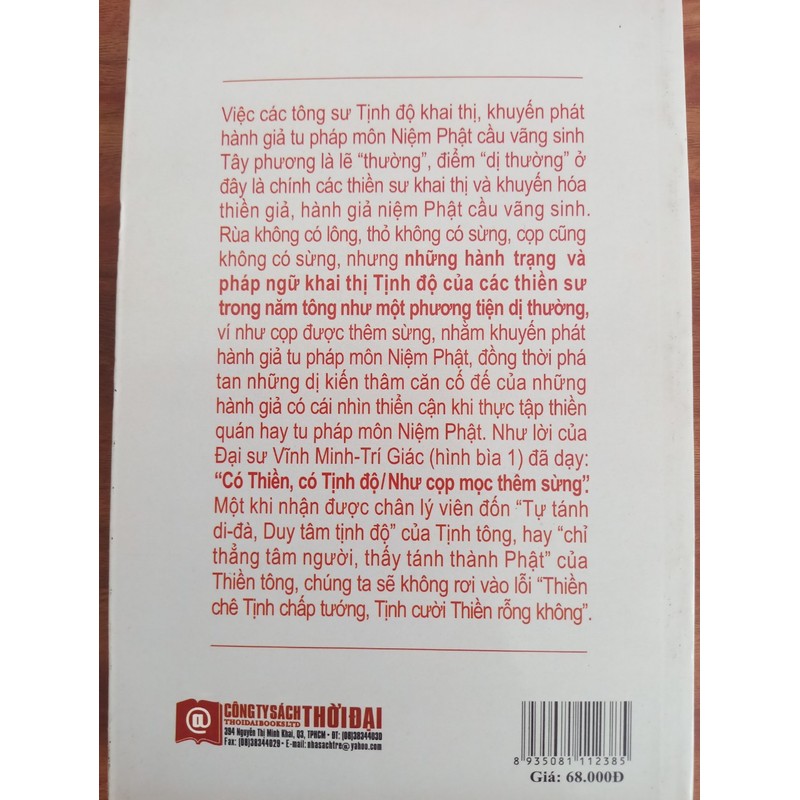 Việc các tông sư Tịnh độ khai thị, khuyến phát
hành giả tu pháp môn Niệm Phật cầu vãng sinh
Tây phương là lẽ “thường”, điểm “dị thường” ở
đây là chính các thiền sư khai thị và khuyến hóa
thiền giả, hành giả niệm Phật cầu vãng sinh.
Rùa không có lông, thỏ không có sừng, cọp cũng
không có sừng, nhưng những hành trạng và
pháp ngữ khai thị Tịnh độ của các thiền sư
trong năm tông như một phương tiện dị thường,
ví như cọp được thêm sừng, nhằm khuyến phát
hành giả tu pháp môn Niệm Phật, đồng thời phá
tan những dị kiến thâm căn cố đế của những
hành giả có cái nhìn thiển cận khi thực tập thiền
quán hay tu pháp môn Niệm Phật. Như lời của
Đại sư Vĩnh Minh-Trí Giác (hình bìa 1) đã dạy:
“Có Thiền, có Tịnh độ/Như cọp mọc thêm sừng”.
Một khi nhận được chân lý viên đốn “Tự tánh
di-đà, Duy tâm tịnh độ” của Tịnh tông, hay “chỉ
thẳng tâm người, thấy tánh thành Phật” của
Thiền tông, chúng ta sẽ không rơi vào lỗi “Thiền
chê Tịnh chấp tướng, Tịnh cười Thiền rỗng không”.
@ CÔNG TY SÁCH THỜI ĐẠI
THOIDAIBOOKS LTD
394 Nguyễn Thị Minh Khai, Q3, TPHCM • ĐT: (08)38344030
Fax: (08)38344029 • E-mail: nhasachtre@yahoo.com
8 935081 112385
Giá: 68.000Đ